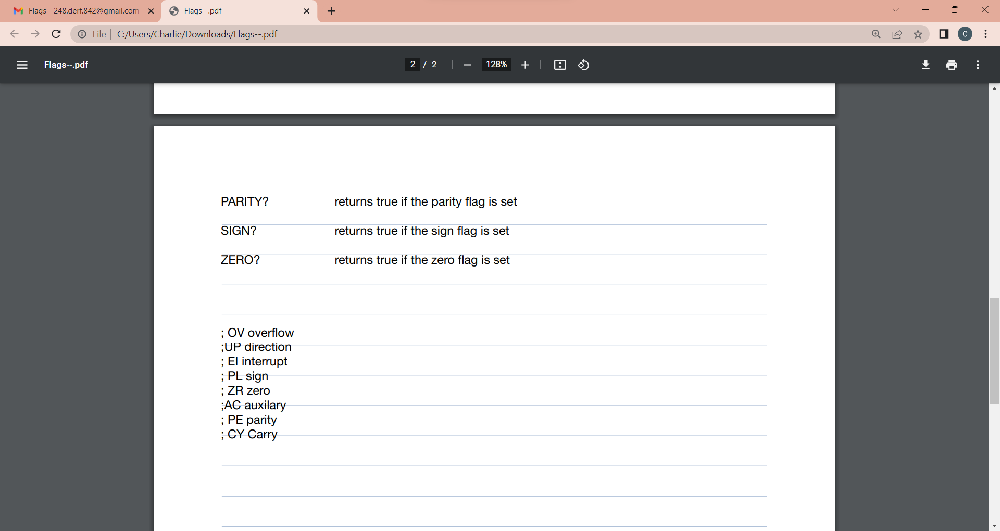 Flags - 248.derf.842@gmail.com
Flags--.pdf
File | C:/Users/Charlie/Downloads/Flags--.pdf
C
Flags--.pdf
2 / 2
128%
PARITY? returns true if the parity flag is set
SIGN? returns true if the sign flag is set
ZERO? returns true if the zero flag is set
; OV overflow
;UP direction
; EI interrupt
; PL sign
; ZR zero
;AC auxilary
; PE parity
; CY Carry